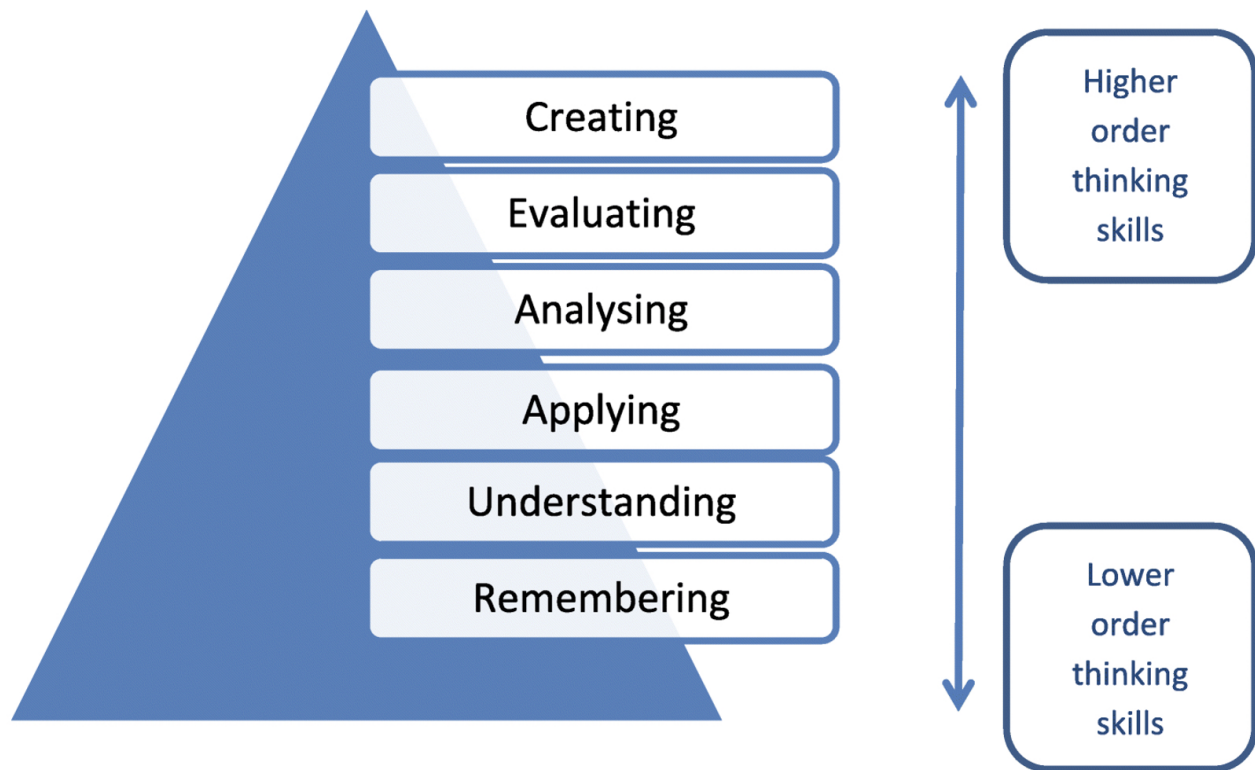 Creating
Evaluating
Analysing
Applying
Understanding
Remembering
Higher
order
thinking
skills
Lower
order
thinking
skills